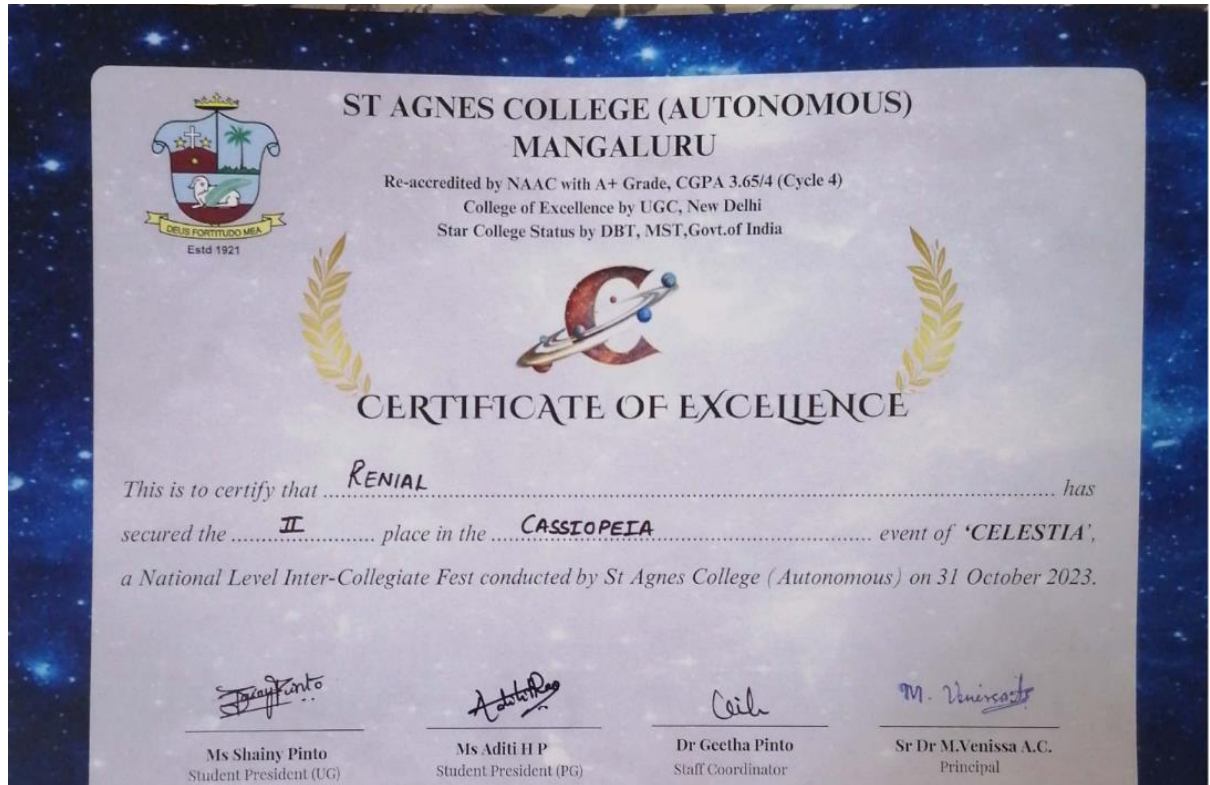 ST AGNES COLLEGE (AUTONOMOUS)
MANGALURU
Re-accredited by NAAC with A+ Grade, CGPA 3.65/4 (Cycle 4)
College of Excellence by UGC, New Delhi
Star College Status by DBT, MST,Govt.of India
DEUS FORTITUDO MEA
Estd 1921
C
CERTIFICATE OF EXCELLENCE
This is to certify that RENIAL has
secured the II place in the CASSIOPEIA event of 'CELESTIA',
a National Level Inter-Collegiate Fest conducted by St Agnes College (Autonomous) on 31 October 2023.
M. Venissa
Ms Shainy Pinto
Student President (UG)
Ms Aditi H P
Student President (PG)
Dr Geetha Pinto
Staff Coordinator
Sr Dr M.Venissa A.C.
Principal